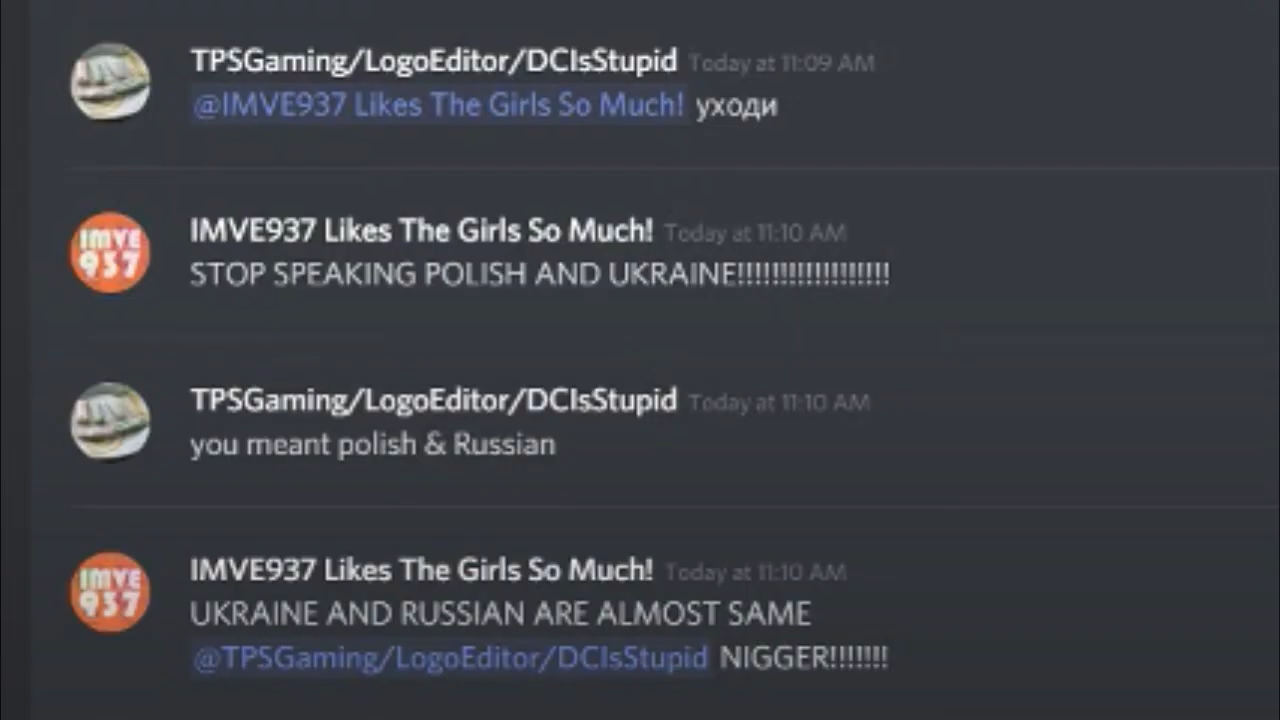 TPSGaming/LogoEditor/DCIsStupid Today at 11:09 AM
@IMVE937 Likes The Girls So Much! уходи
IMVE 937
IMVE937 Likes The Girls So Much! Today at 11:10 AM
STOP SPEAKING POLISH AND UKRAINE!!!!!!!!!!!!!!!!!!!
TPSGaming/LogoEditor/DCIsStupid Today at 11:10 AM
you meant polish & Russian
IMVE 937
IMVE937 Likes The Girls So Much! Today at 11:10 AM
UKRAINE AND RUSSIAN ARE ALMOST SAME
@TPSGaming/LogoEditor/DCIsStupid NIGGER!!!!!!!